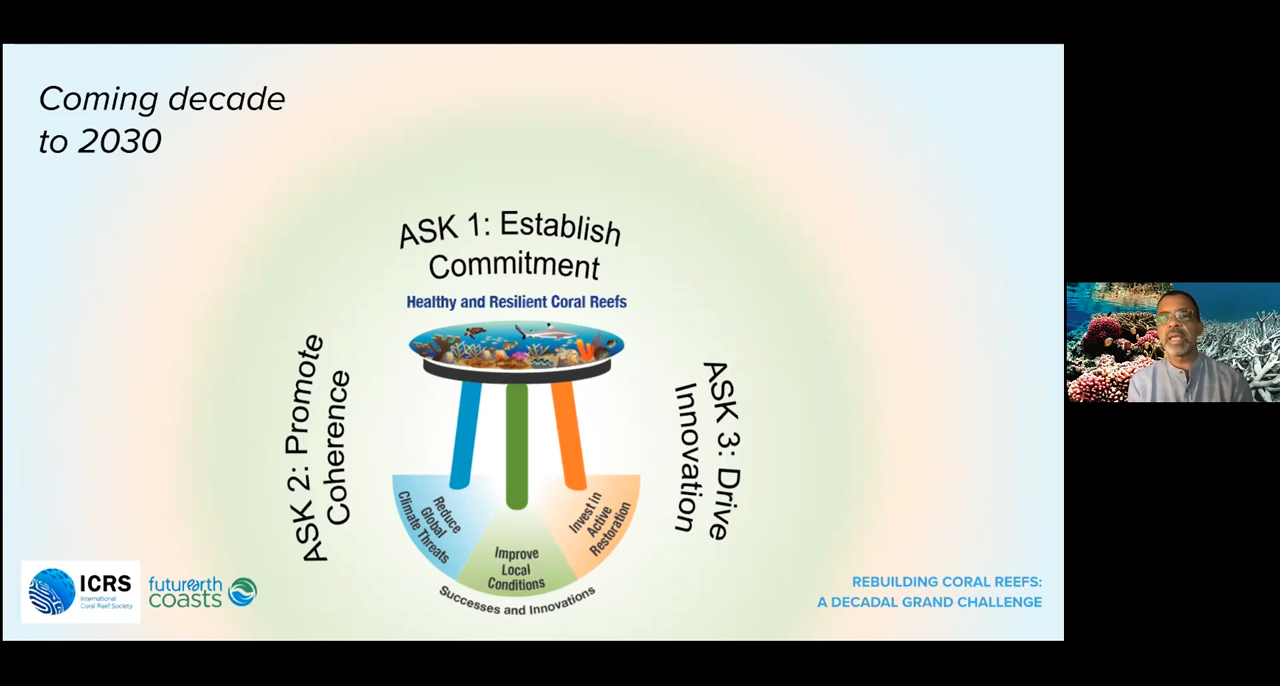 Coming decade
to 2030
ASK 1: Establish
Commitment
Healthy and Resilient Coral Reefs
ASK 2: Promote
Coherence
ASK 3: Drive
Innovation
Reduce
Global
Climate Threats
Improve
Local
Conditions
Invest in
Active
Restoration
Successes and Innovations
ICRS
International
Coral Reef Society
futurearth
coasts
REBUILDING CORAL REEFS:
A DECADAL GRAND CHALLENGE